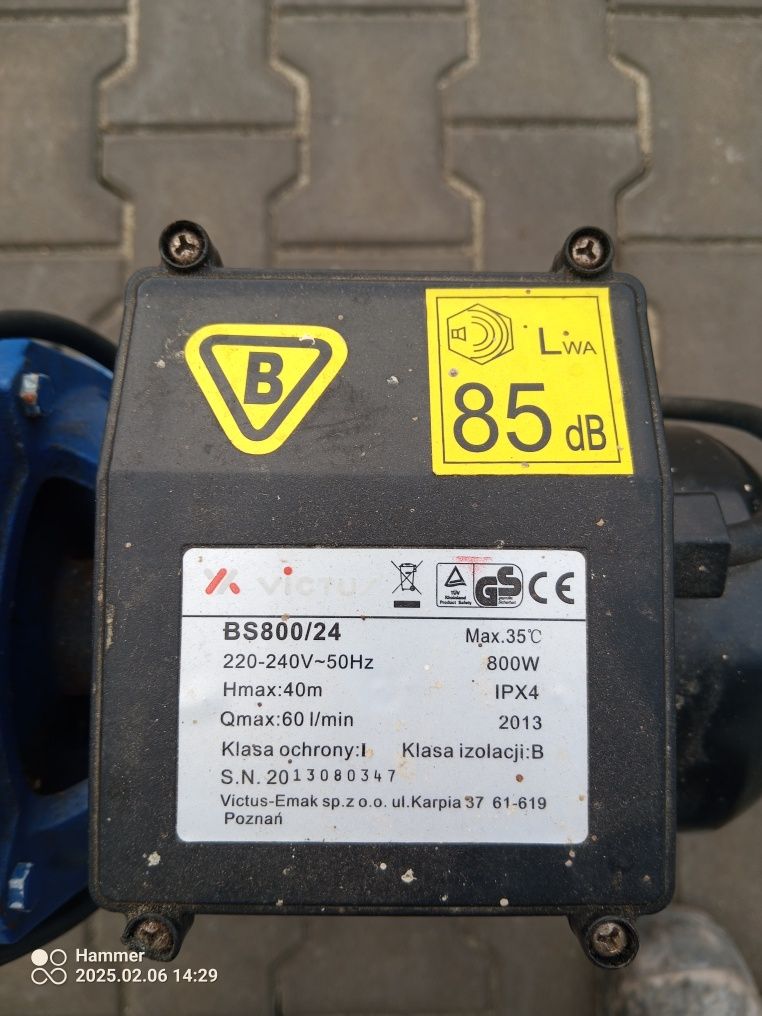 B
LWA
85 dB
VICTUS
TÜV
Rheinland
Product Safety
GS
geprüfte
Sicherheit
CE
BS800/24 Max.35℃
220-240V~50Hz 800W
Hmax:40m IPX4
Qmax:60 l/min 2013
Klasa ochrony:I Klasa izolacji:B
S.N. 2013080347
Victus-Emak sp.z o.o. ul.Karpia 37 61-619
Poznań
Hammer
2025.02.06 14:29